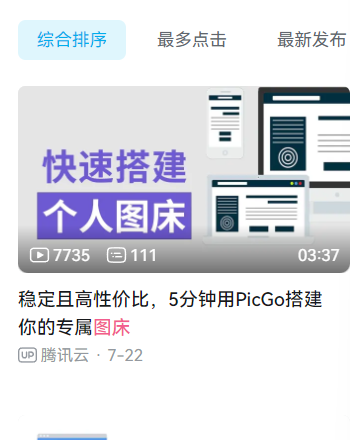 综合排序 最多点击 最新发布
快速搭建
个人图床
7735 111 03:37
稳定且高性价比，5分钟用PicGo搭建
你的专属图床
UP 腾讯云 · 7-22